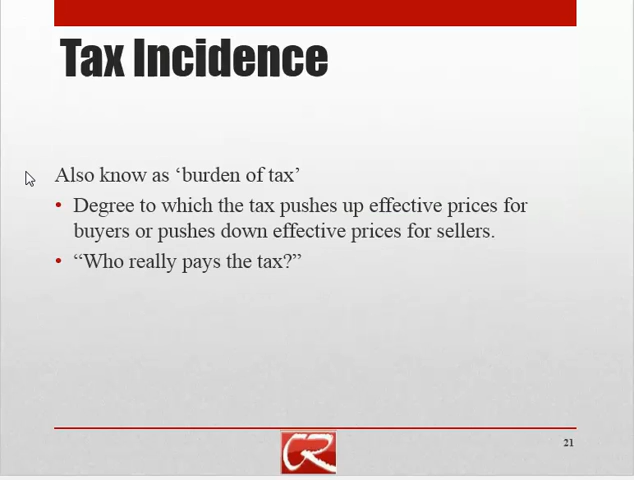 Tax Incidence
Also know as ‘burden of tax’
• Degree to which the tax pushes up effective prices for
buyers or pushes down effective prices for sellers.
• “Who really pays the tax?”
21
CR